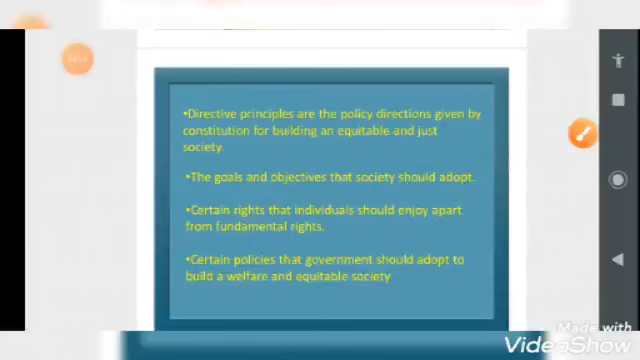 •Directive principles are the policy directions given by
constitution for building an equitable and just
society
•The goals and objectives that society should adopt.
•Certain rights that individuals should enjoy apart
from fundamental rights.
•Certain policies that government should adopt to
build a welfare and equitable society
Made with
VideoShow